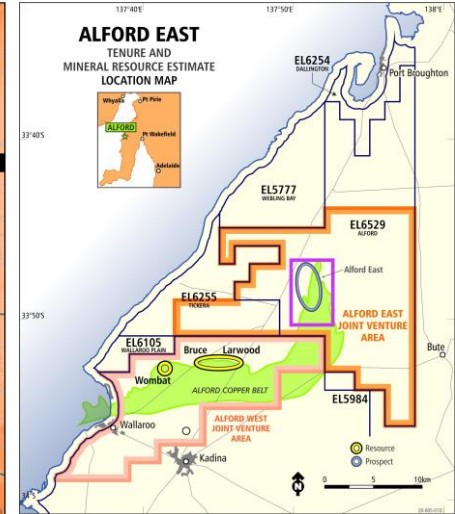 137°40'
137°50'
138°E
ALFORD EAST
TENURE AND
MINERAL RESOURCE ESTIMATE
LOCATION MAP
Whyalla
Pt Pirie
ALFORD
Pt Wakefield
Adelaide
EL6254
DALLINGTON
Port Broughton
33°40'S
EL5777
WEBLING BAY
EL6529
ALFORD
Alford East
EL6255
TICKERA
33°50'S
ALFORD EAST
JOINT VENTURE
AREA
EL6105
WALLAROO PLAIN
Bruce
Larwood
Bute
Wombat
ALFORD COPPER BELT
EL5984
Wallaroo
ALFORD WEST
JOINT VENTURE
AREA
Kadina
Resource
Prospect
N
0
5
10km